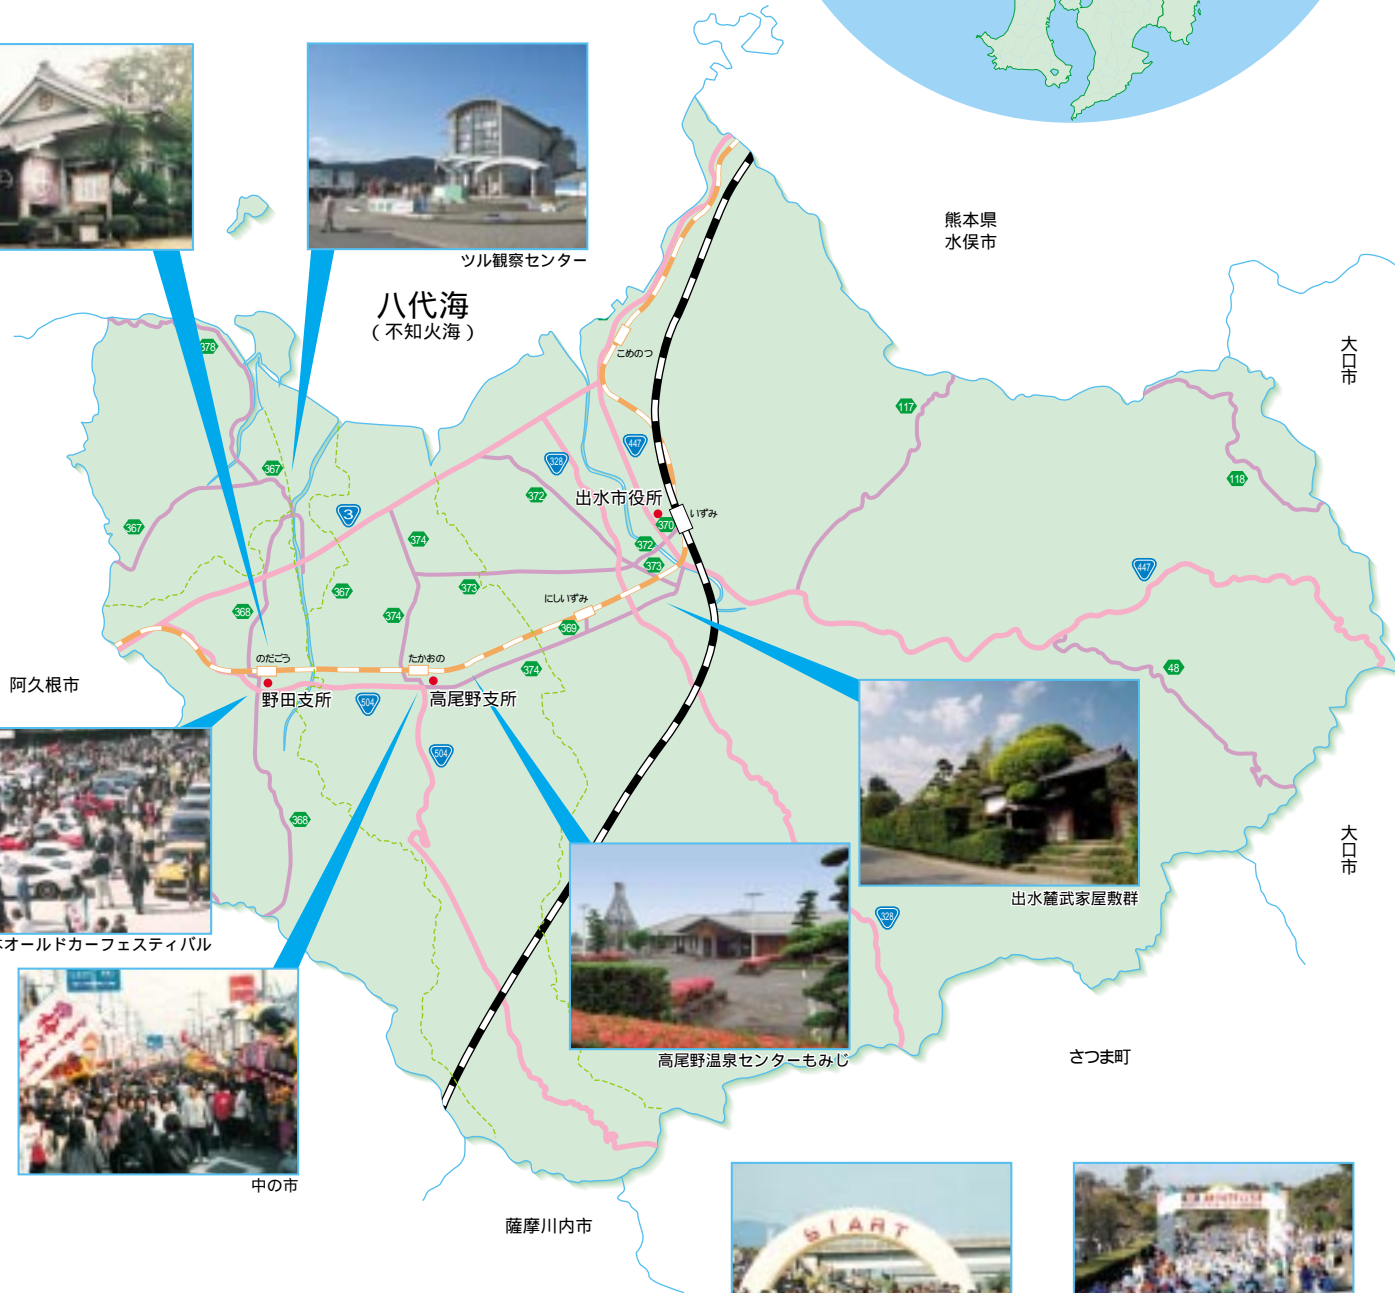 ツル観察センター
八代海
(不知火海)
熊本県
水俣市
大口市
378
こめのつ
117
447
328
367
372
118
出水市役所
3
いずみ
367
370
374
372
373
447
373
367
にしいずみ
368
374
369
のだごう
たかおの
374
48
阿久根市
野田支所
504
高尾野支所
504
368
大口市
出水麓武家屋敷群
328
オールドカーフェスティバル
高尾野温泉センターもみじ
さつま町
中の市
薩摩川内市
START